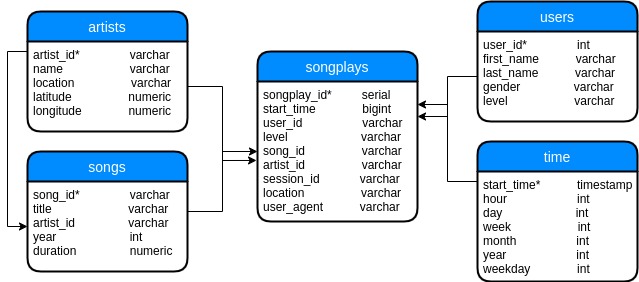 artists
artist_id* varchar
name varchar
location varchar
latitude numeric
longitude numeric
songs
song_id* varchar
title varchar
artist_id varchar
year int
duration numeric
songplays
songplay_id* serial
start_time bigint
user_id varchar
level varchar
song_id varchar
artist_id varchar
session_id varchar
location varchar
user_agent varchar
users
user_id* int
first_name varchar
last_name varchar
gender varchar
level varchar
time
start_time* timestamp
hour int
day int
week int
month int
year int
weekday int